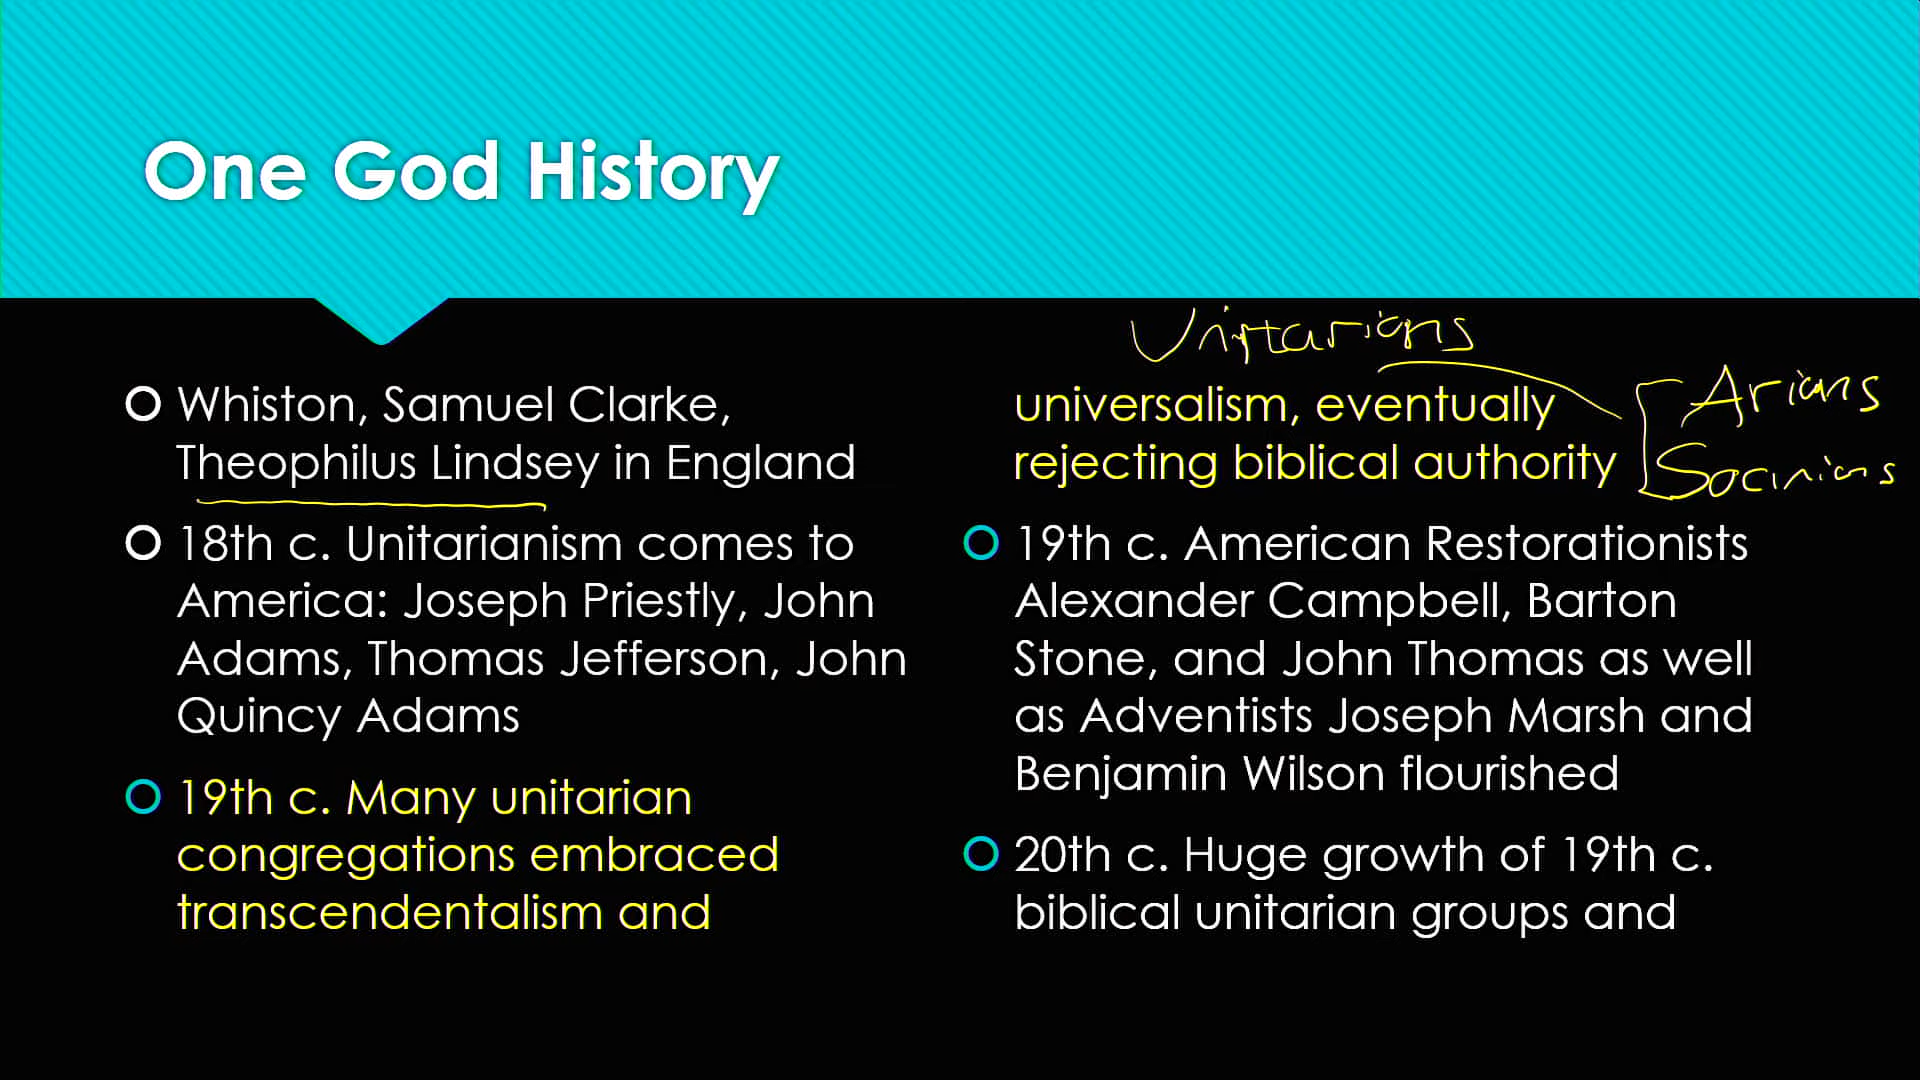 One God History
Whiston, Samuel Clarke,
Theophilus Lindsey in England
18th c. Unitarianism comes to
America: Joseph Priestly, John
Adams, Thomas Jefferson, John
Quincy Adams
19th c. Many unitarian
congregations embraced
transcendentalism and
Unitarians
universalism, eventually
rejecting biblical authority
Arians
Socinians
19th c. American Restorationists
Alexander Campbell, Barton
Stone, and John Thomas as well
as Adventists Joseph Marsh and
Benjamin Wilson flourished
20th c. Huge growth of 19th c.
biblical unitarian groups and